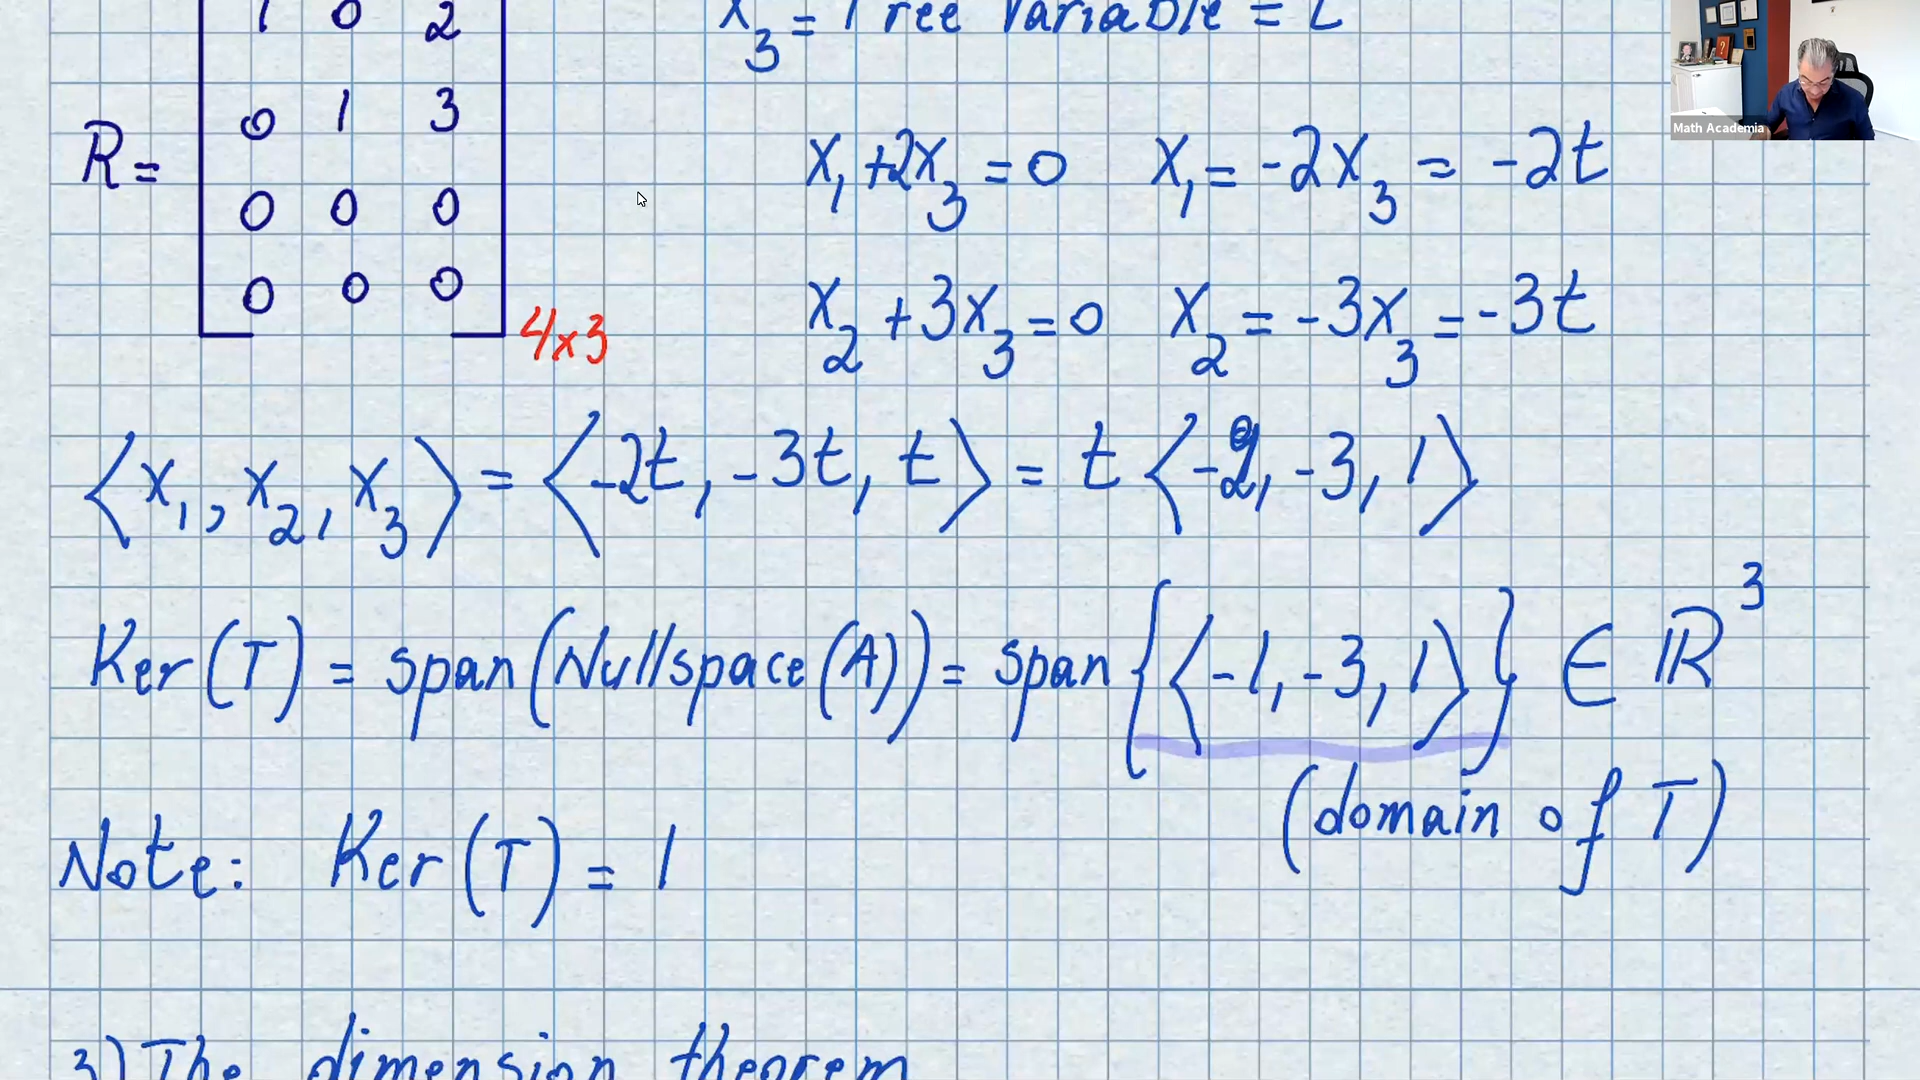 1 0 2
x₃ = Free Variable = t
Math Academia
0 1 3
R =
x₁ + 2x₃ = 0 x₁ = -2x₃ = -2t
0 0 0
0 0 0
4x3
x₂ + 3x₃ = 0 x₂ = -3x₃ = -3t
⟨x₁, x₂, x₃⟩ = ⟨-2t, -3t, t⟩ = t⟨-2, -3, 1⟩
Ker(T) = span(Nullspace(A)) = span{⟨-1, -3, 1⟩} ∈ ℝ³
(domain of T)
Note: Ker(T) = 1
3) The dimension theorem